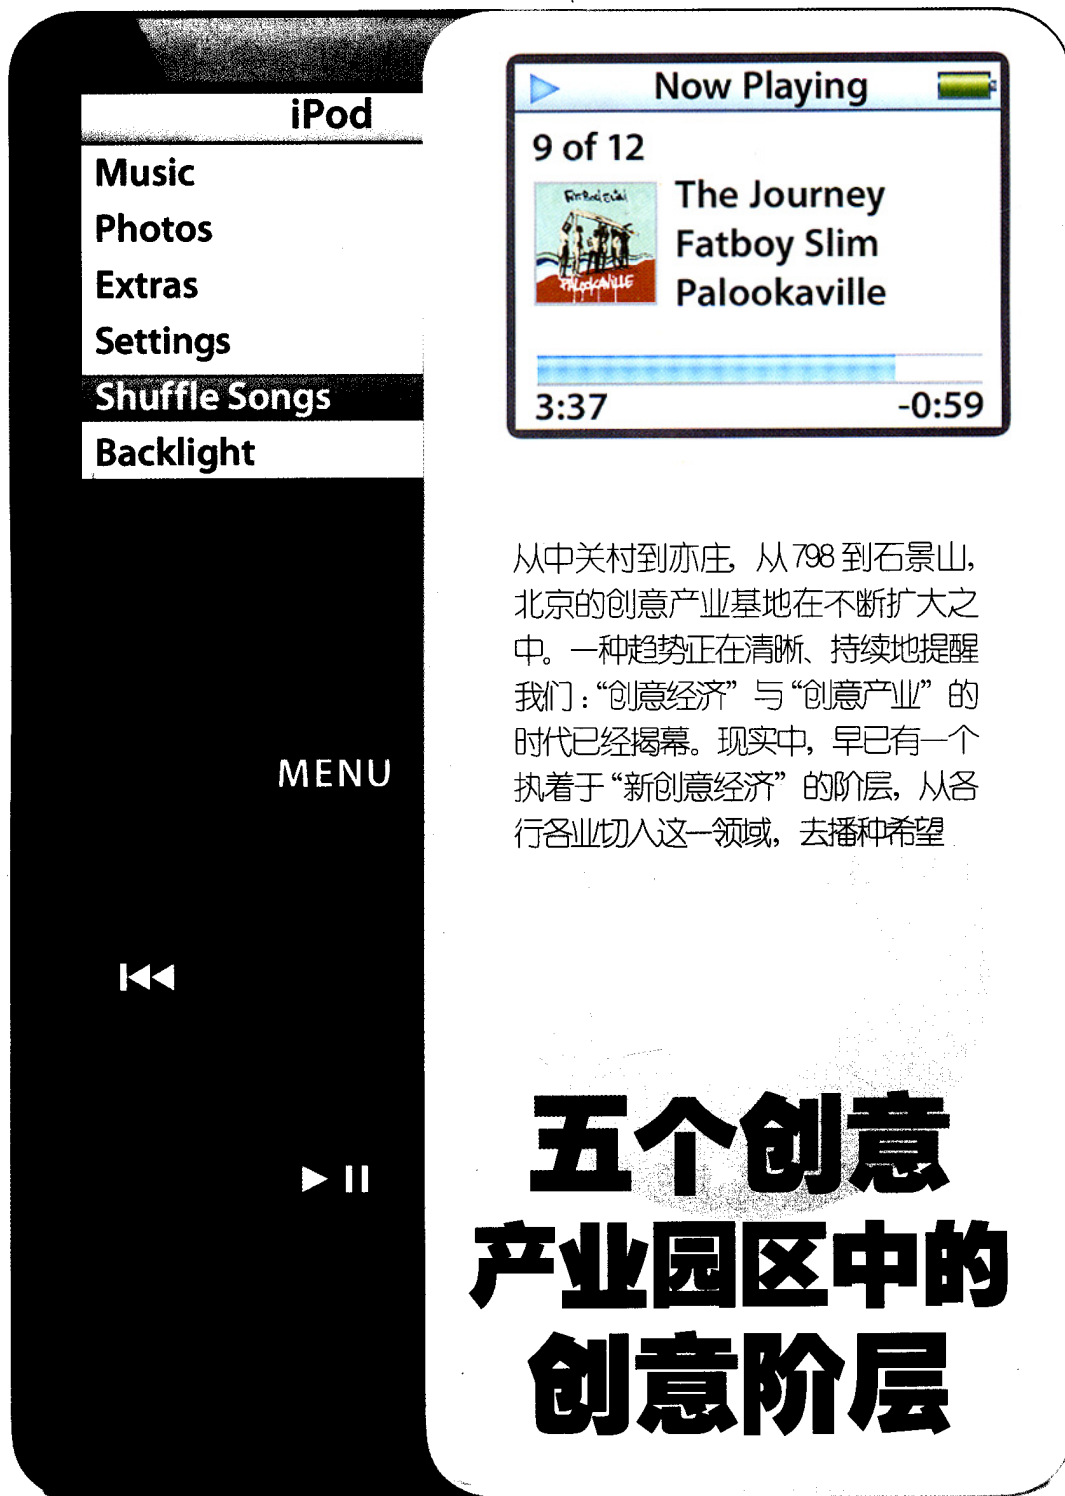 iPod
Music
Photos
Extras
Settings
Shuffle Songs
Backlight
MENU
Now Playing
9 of 12
FATBOY SLIM
PALOOKAVILLE
The Journey
Fatboy Slim
Palookaville
3:37
-0:59
从中关村到亦庄，从798到石景山，
北京的创意产业基地在不断扩大之
中。一种趋势正在清晰、持续地提醒
我们：“创意经济”与“创意产业”的
时代已经揭幕。现实中，早已有一个
执着于“新创意经济”的阶层，从各
行各业切入这一领域，去播种希望
五个创意
产业园区中的
创意阶层